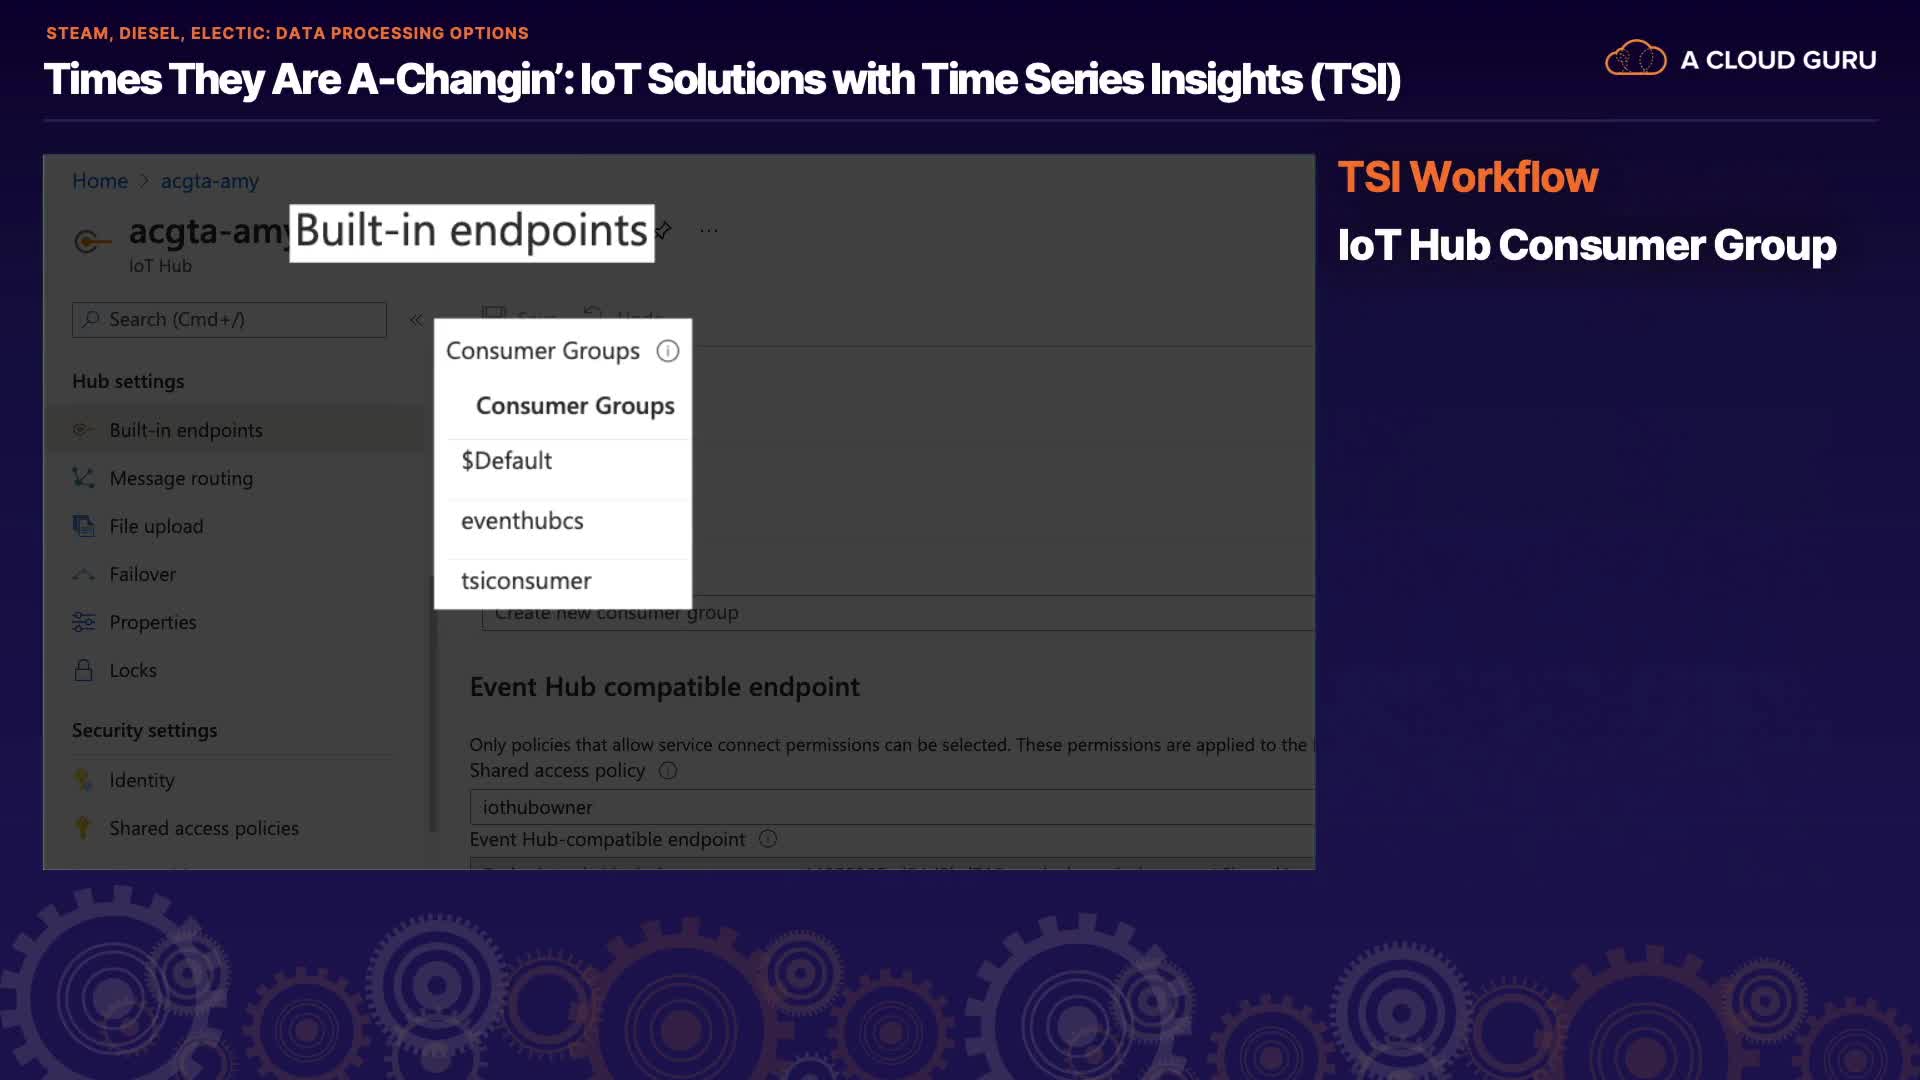 STEAM, DIESEL, ELECTIC: DATA PROCESSING OPTIONS
Times They Are A-Changin’: IoT Solutions with Time Series Insights (TSI)
A CLOUD GURU
Home > acgta-amy
acgta-amy
Built-in endpoints
...
IoT Hub
Search (Cmd+/)
«
Save
Undo
Hub settings
Built-in endpoints
Message routing
File upload
Failover
Properties
Locks
Security settings
Identity
Shared access policies
Consumer Groups
Consumer Groups
$Default
eventhubcs
tsiconsumer
Create new consumer group
Event Hub compatible endpoint
Only policies that allow service connect permissions can be selected. These permissions are applied to the
Shared access policy
iothubowner
Event Hub-compatible endpoint
TSI Workflow
IoT Hub Consumer Group